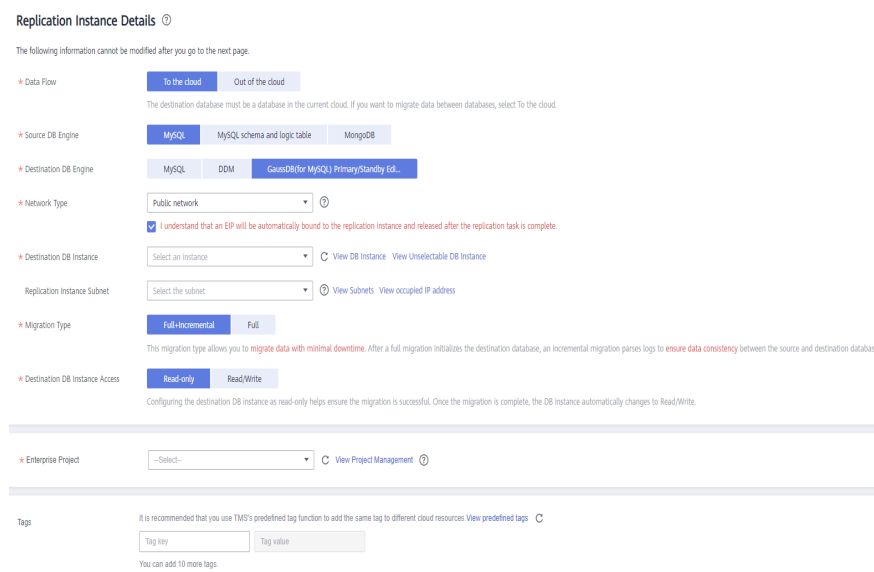 Replication Instance Details ?
The following information cannot be modified after you go to the next page.
* Data Flow To the cloud Out of the cloud
The destination database must be a database in the current cloud. If you want to migrate data between databases, select To the cloud.
* Source DB Engine MySQL MySQL schema and logic table MongoDB
* Destination DB Engine MySQL DDM GaussDB(for MySQL) Primary/Standby Edi...
* Network Type Public network ?
I understand that an EIP will be automatically bound to the replication instance and released after the replication task is complete.
* Destination DB Instance Select an instance View DB Instance View Unselectable DB Instance
Replication Instance Subnet Select the subnet ? View Subnets View occupied IP address
* Migration Type Full+Incremental Full
This migration type allows you to migrate data with minimal downtime. After a full migration initializes the destination database, an incremental migration parses logs to ensure data consistency between the source and destination databas
* Destination DB Instance Access Read-only Read/Write
Configuring the destination DB instance as read-only helps ensure the migration is successful. Once the migration is complete, the DB instance automatically changes to Read/Write.
* Enterprise Project --Select-- View Project Management ?
Tags It is recommended that you use TMS's predefined tag function to add the same tag to different cloud resources. View predefined tags
Tag key Tag value
You can add 10 more tags.